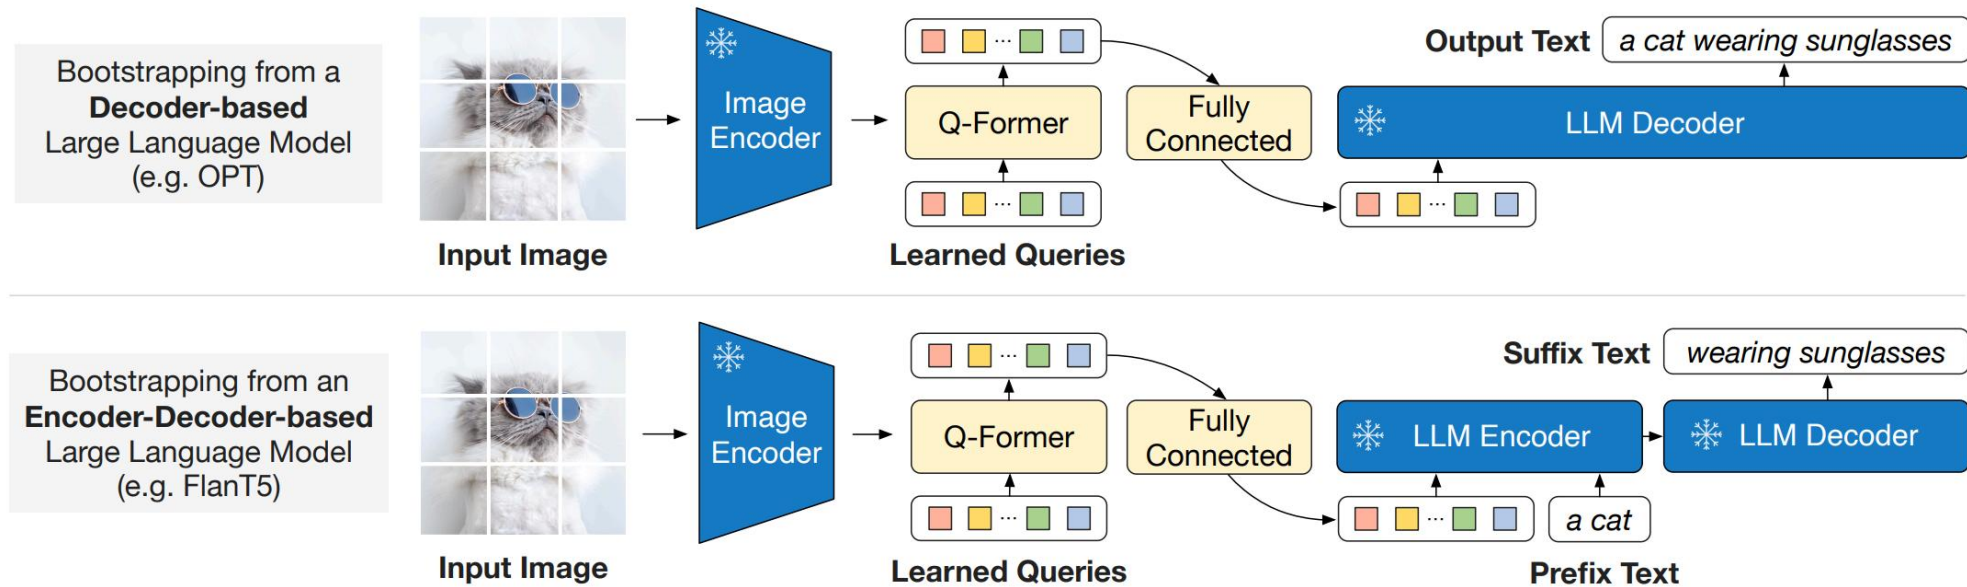 Bootstrapping from a
Decoder-based
Large Language Model
(e.g. OPT)
Input Image
Image
Encoder
...
Q-Former
...
Learned Queries
Fully
Connected
Output Text
a cat wearing sunglasses
LLM Decoder
...
Bootstrapping from an
Encoder-Decoder-based
Large Language Model
(e.g. FlanT5)
Input Image
Image
Encoder
...
Q-Former
...
Learned Queries
Fully
Connected
Suffix Text
wearing sunglasses
LLM Encoder
LLM Decoder
...
a cat
Prefix Text